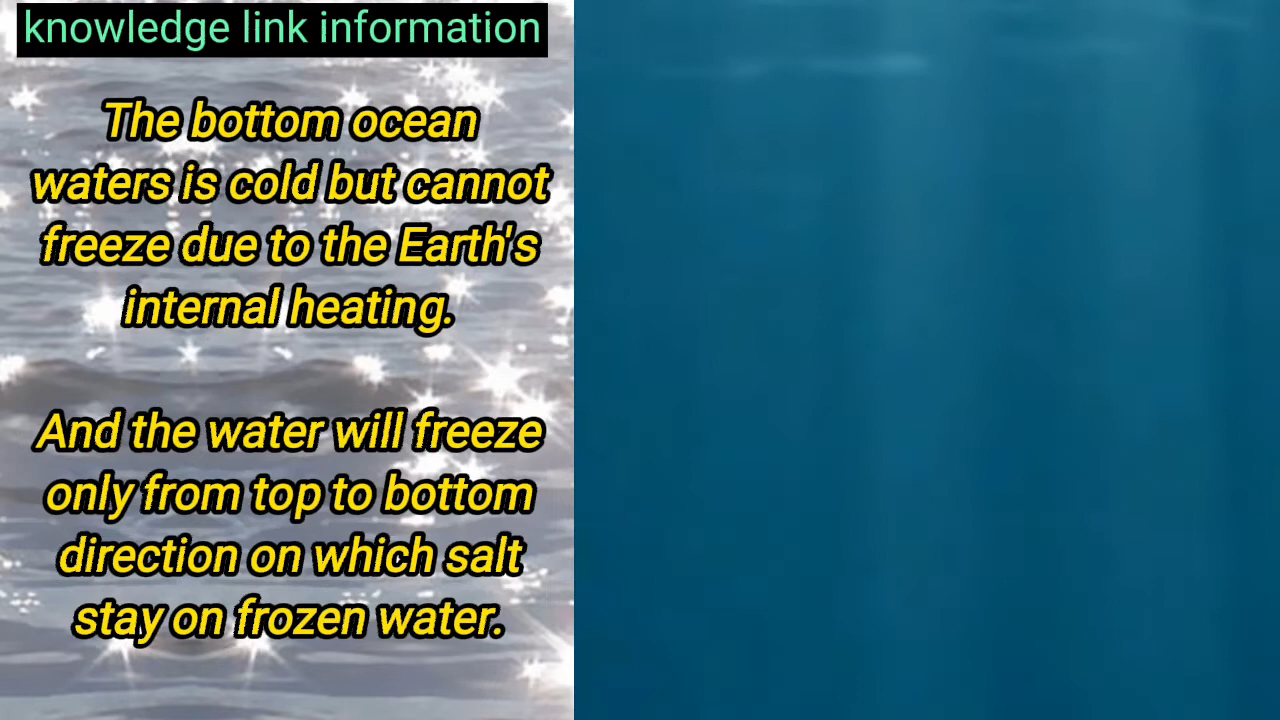 knowledge link information
The bottom ocean
waters is cold but cannot
freeze due to the Earth's
internal heating.
And the water will freeze
only from top to bottom
direction on which salt
stay on frozen water.